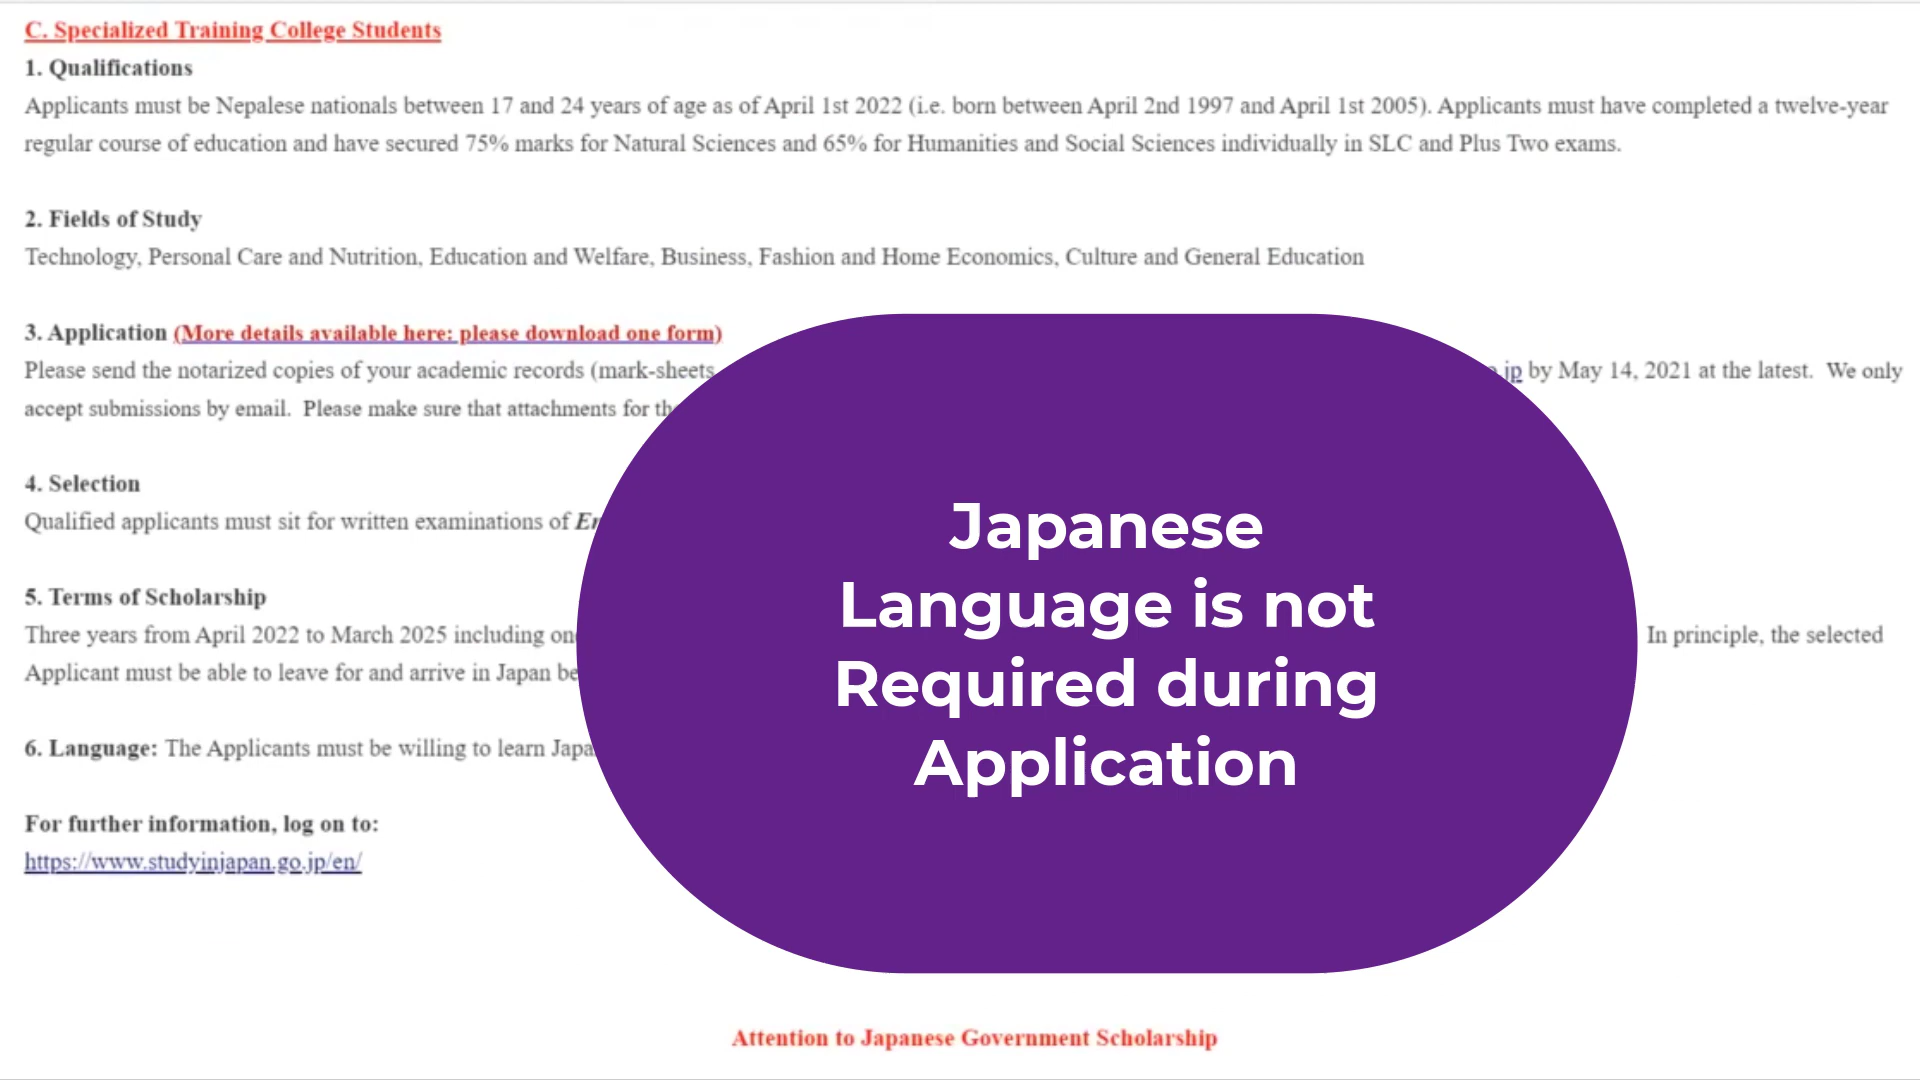 C. Specialized Training College Students
1. Qualifications
Applicants must be Nepalese nationals between 17 and 24 years of age as of April 1st 2022 (i.e. born between April 2nd 1997 and April 1st 2005). Applicants must have completed a twelve-year
regular course of education and have secured 75% marks for Natural Sciences and 65% for Humanities and Social Sciences individually in SLC and Plus Two exams.
2. Fields of Study
Technology, Personal Care and Nutrition, Education and Welfare, Business, Fashion and Home Economics, Culture and General Education
3. Application (More details available here: please download one form)
Please send the notarized copies of your academic records (mark-sheets jp by May 14, 2021 at the latest. We only
accept submissions by email. Please make sure that attachments for
4. Selection
Qualified applicants must sit for written examinations of
5. Terms of Scholarship
Three years from April 2022 to March 2025 including In principle, the selected
Applicant must be able to leave for and arrive in Japan
6. Language: The Applicants must be willing to learn
For further information, log on to:
https://www.studyinjapan.go.jp/en/
Japanese
Language is not
Required during
Application
Attention to Japanese Government Scholarship